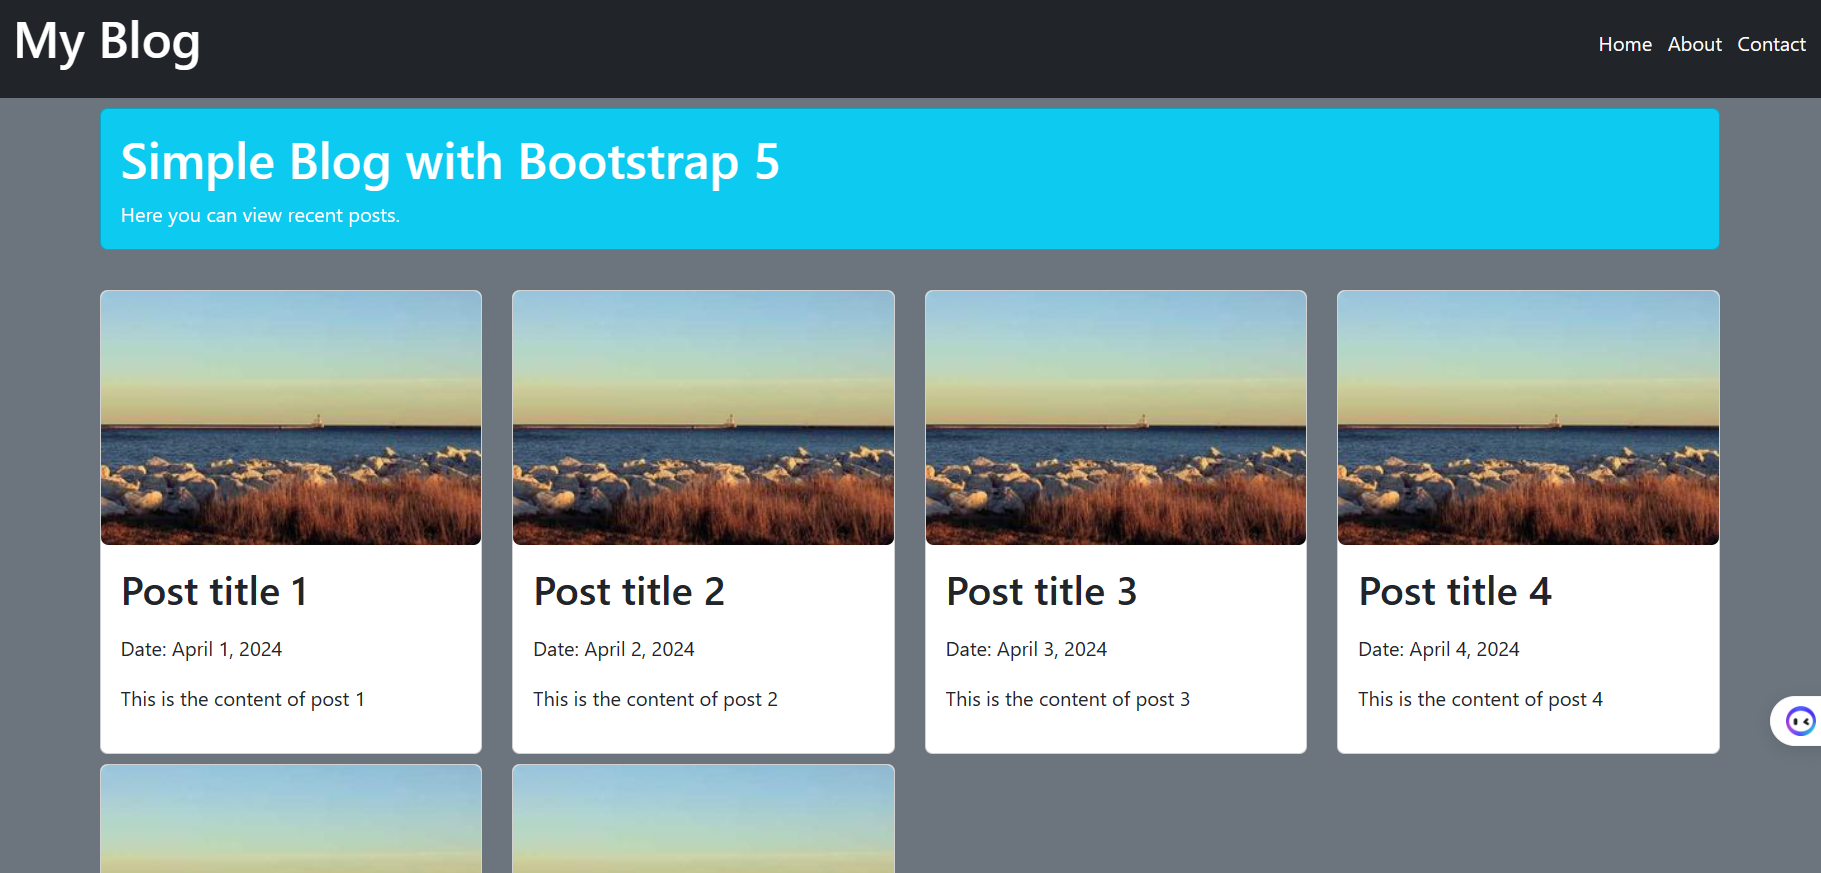 My Blog
Home About Contact
Simple Blog with Bootstrap 5
Here you can view recent posts.
Post title 1
Date: April 1, 2024
This is the content of post 1
Post title 2
Date: April 2, 2024
This is the content of post 2
Post title 3
Date: April 3, 2024
This is the content of post 3
Post title 4
Date: April 4, 2024
This is the content of post 4